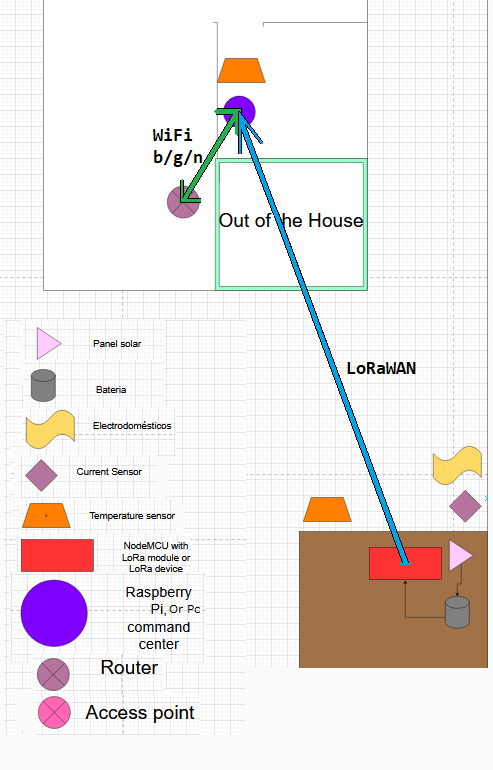 WiFi
b/g/n
Out of the House
LoRaWAN
Panel solar
Bateria
Electrodomésticos
Current Sensor
v
Temperature sensor
NodeMCU with
LoRa module or
LoRa device
Raspberry
Pi, Or Pc
command
center
Router
Access point